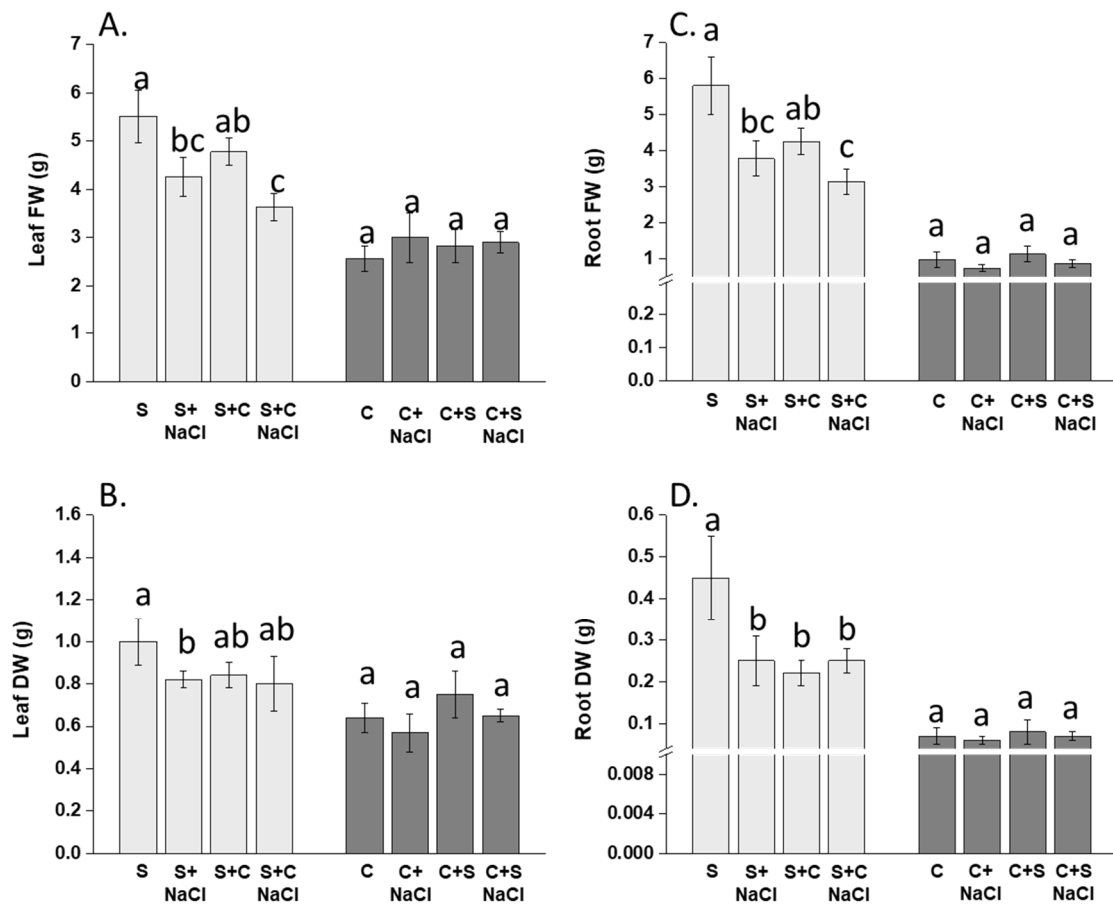 A.
Leaf FW (g)
7
6
5
4
3
2
1
0
a
bc
ab
c
a
a
a
a
S
S+
NaCl
S+C
S+C
NaCl
C
C+
NaCl
C+S
C+S
NaCl
B.
Leaf DW (g)
1.6
1.4
1.2
1.0
0.8
0.6
0.4
0.2
0.0
a
b
ab
ab
a
a
a
a
S
S+
NaCl
S+C
S+C
NaCl
C
C+
NaCl
C+S
C+S
NaCl
C.
Root FW (g)
7
6
5
4
3
2
1
0.2
0.0
a
bc
ab
c
a
a
a
a
S
S+
NaCl
S+C
S+C
NaCl
C
C+
NaCl
C+S
C+S
NaCl
D.
Root DW (g)
0.6
0.5
0.4
0.3
0.2
0.1
0.008
0.004
0.000
a
b
b
b
a
a
a
a
S
S+
NaCl
S+C
S+C
NaCl
C
C+
NaCl
C+S
C+S
NaCl